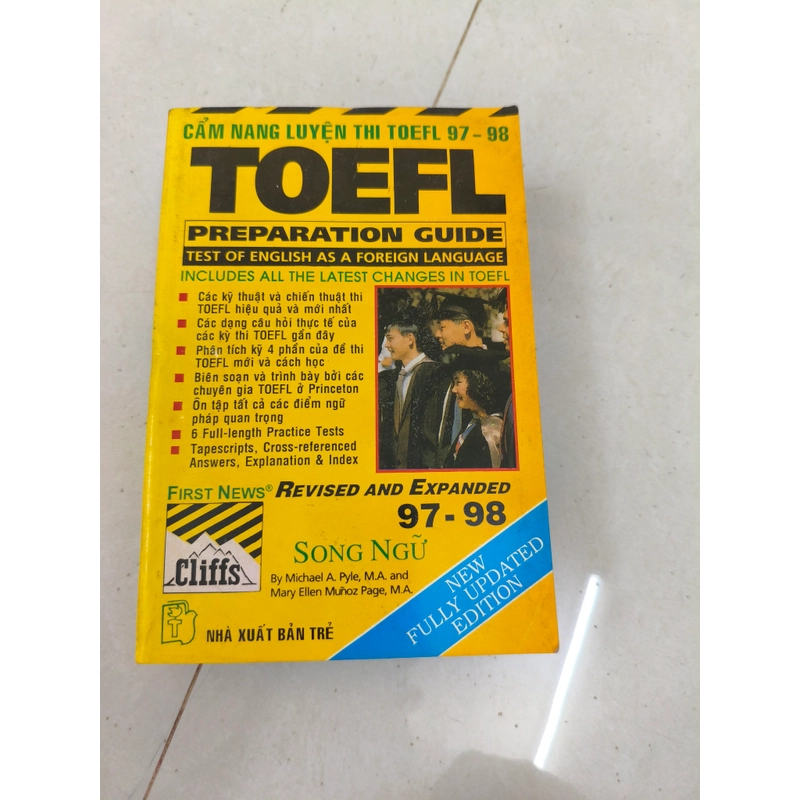 CẨM NANG LUYỆN THI TOEFL 97 - 98
TOEFL
PREPARATION GUIDE
TEST OF ENGLISH AS A FOREIGN LANGUAGE
INCLUDES ALL THE LATEST CHANGES IN TOEFL
Các kỹ thuật và chiến thuật thi
TOEFL hiệu quả và mới nhất
Các dạng câu hỏi thực tế của
các kỳ thi TOEFL gần đây
Phân tích kỹ 4 phần của đề thi
TOEFL mới và cách học
Biên soạn và trình bày bởi các
chuyên gia TOEFL ở Princeton
Ôn tập tất cả các điểm ngữ
pháp quan trọng
6 Full-length Practice Tests
Tapescripts, Cross-referenced
Answers, Explanation & Index
FIRST NEWS® REVISED AND EXPANDED
97 - 98
Cliffs
SONG NGỮ
By Michael A. Pyle, M.A. and
Mary Ellen Muñoz Page, M.A.
NEW
FULLY UPDATED
EDITION
NHÀ XUẤT BẢN TRẺ